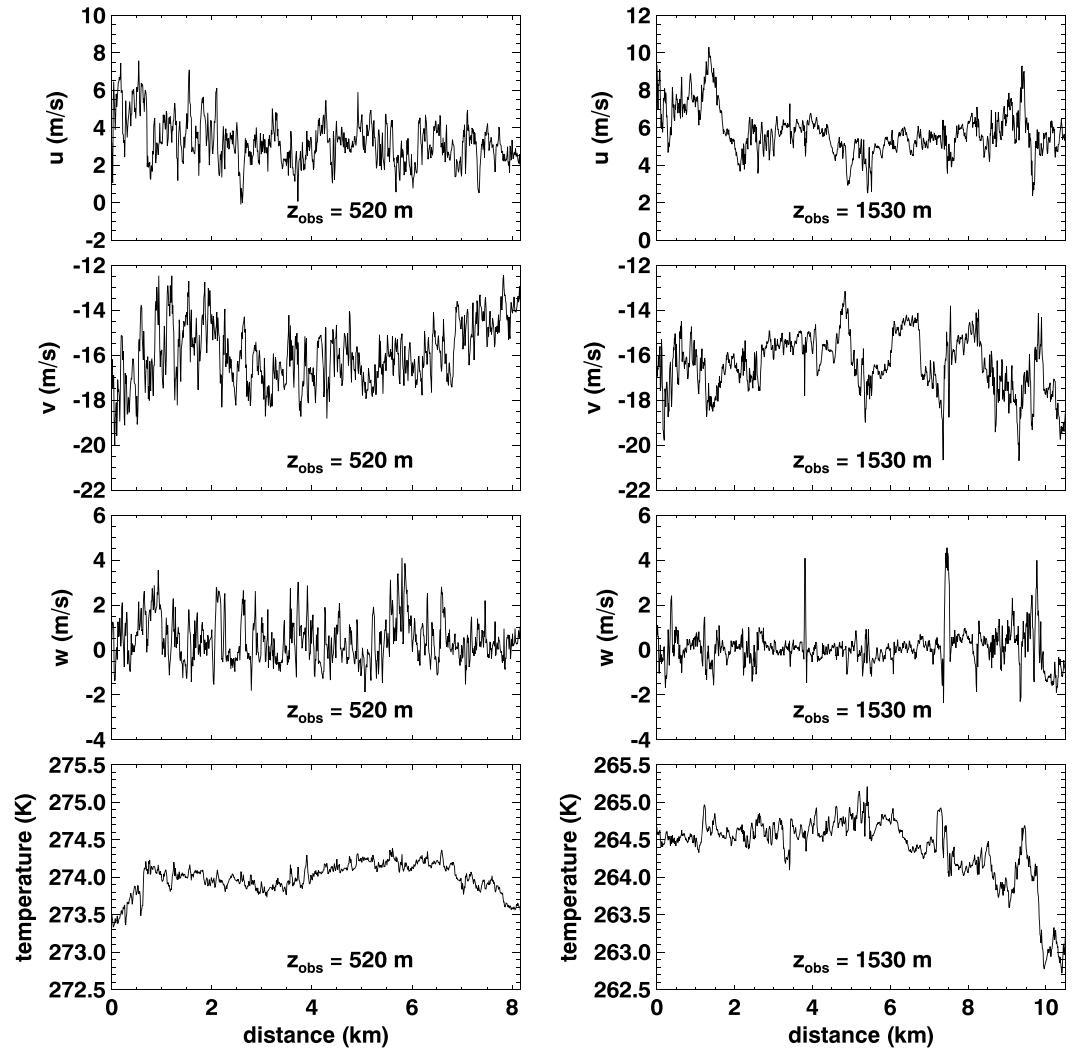 10
8
6
4
2
0
-2
u (m/s)
z_obs = 520 m
12
10
8
6
4
2
0
u (m/s)
z_obs = 1530 m
-12
-14
-16
-18
-20
-22
v (m/s)
z_obs = 520 m
-12
-14
-16
-18
-20
-22
v (m/s)
z_obs = 1530 m
6
4
2
0
-2
-4
w (m/s)
z_obs = 520 m
6
4
2
0
-2
-4
w (m/s)
z_obs = 1530 m
275.5
275.0
274.5
274.0
273.5
273.0
272.5
temperature (K)
z_obs = 520 m
0 2 4 6 8
distance (km)
265.5
265.0
264.5
264.0
263.5
263.0
262.5
temperature (K)
z_obs = 1530 m
0 2 4 6 8 10
distance (km)